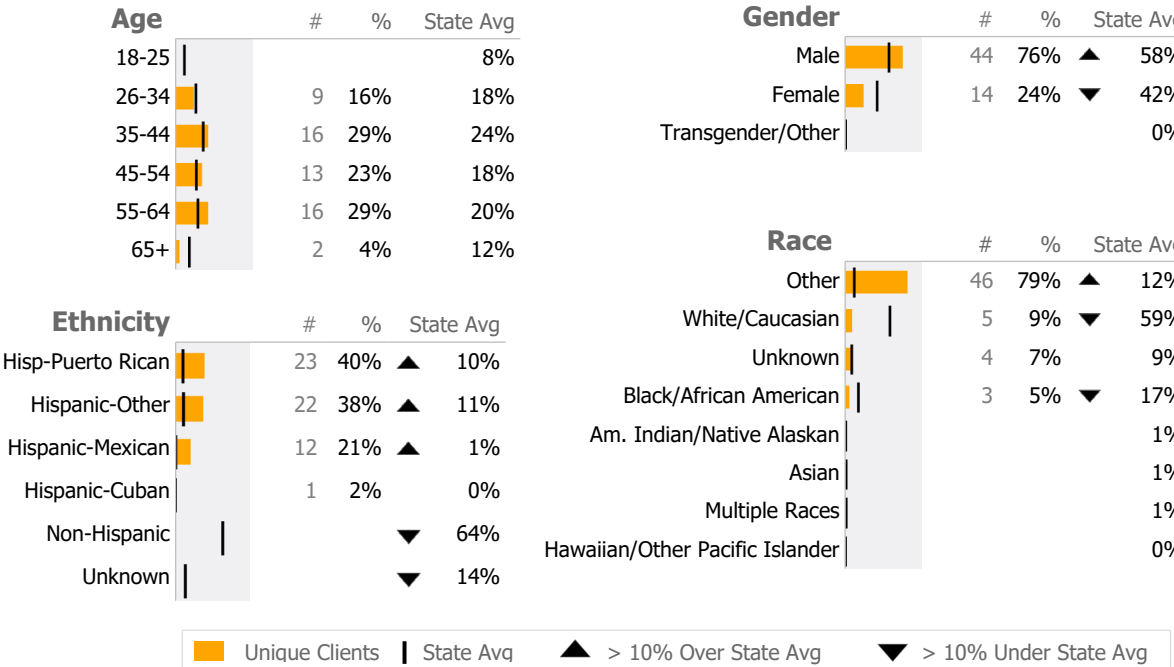 Age # % State Avg
18-25 8%
26-34 9 16% 18%
35-44 16 29% 24%
45-54 13 23% 18%
55-64 16 29% 20%
65+ 2 4% 12%
Ethnicity # % State Avg
Hisp-Puerto Rican 23 40% ▲ 10%
Hispanic-Other 22 38% ▲ 11%
Hispanic-Mexican 12 21% ▲ 1%
Hispanic-Cuban 1 2% 0%
Non-Hispanic ▼ 64%
Unknown ▼ 14%
Gender # % State Avg
Male 44 76% ▲ 58%
Female 14 24% ▼ 42%
Transgender/Other 0%
Race # % State Avg
Other 46 79% ▲ 12%
White/Caucasian 5 9% ▼ 59%
Unknown 4 7% 9%
Black/African American 3 5% ▼ 17%
Am. Indian/Native Alaskan 1%
Asian 1%
Multiple Races 1%
Hawaiian/Other Pacific Islander 0%
Unique Clients | State Avg ▲ > 10% Over State Avg ▼ > 10% Under State Avg